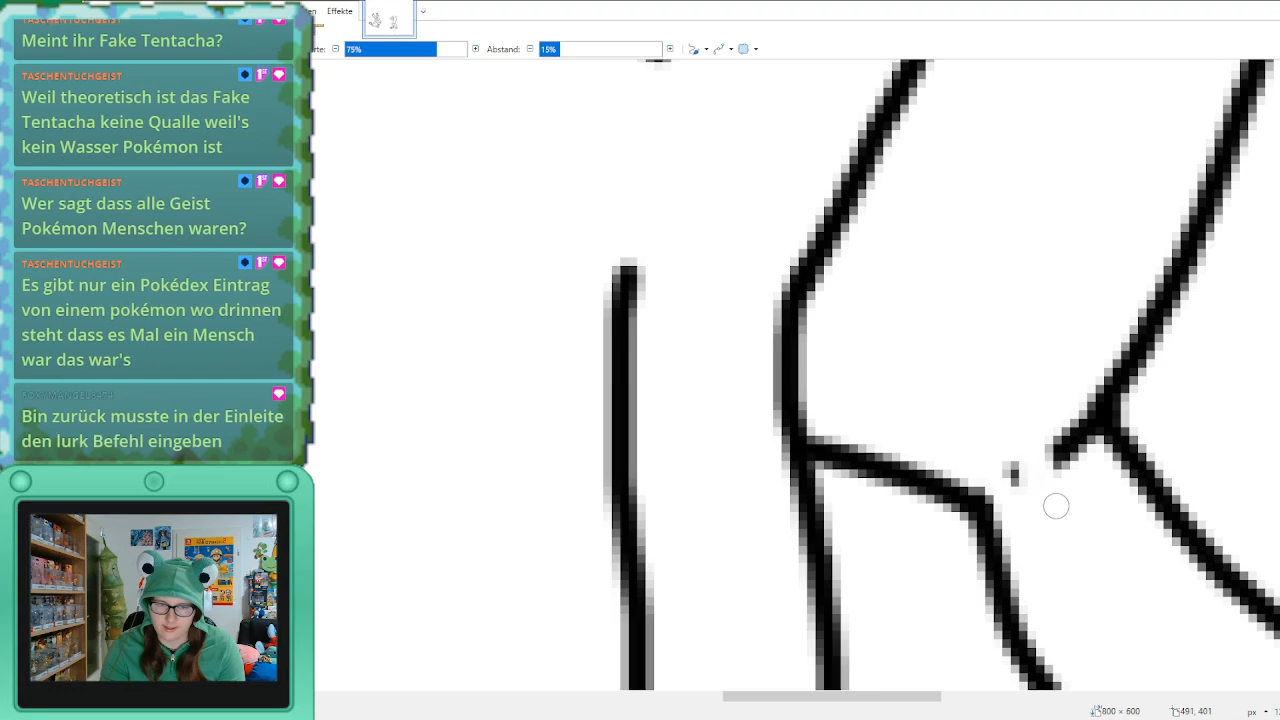 TASCHENTUCHGEIST
Meint ihr Fake Tentacha?
TASCHENTUCHGEIST
Weil theoretisch ist das Fake
Tentacha keine Qualle weil's
kein Wasser Pokémon ist
TASCHENTUCHGEIST
Wer sagt dass alle Geist
Pokémon Menschen waren?
TASCHENTUCHGEIST
Es gibt nur ein Pokédex Eintrag
von einem pokémon wo drinnen
steht dass es Mal ein Mensch
war das war's
Bin zurück musste in der Einleite
den lurk Befehl eingeben
Effekte
rte: 75% Abstand: 15%
800 × 600 491, 401 px